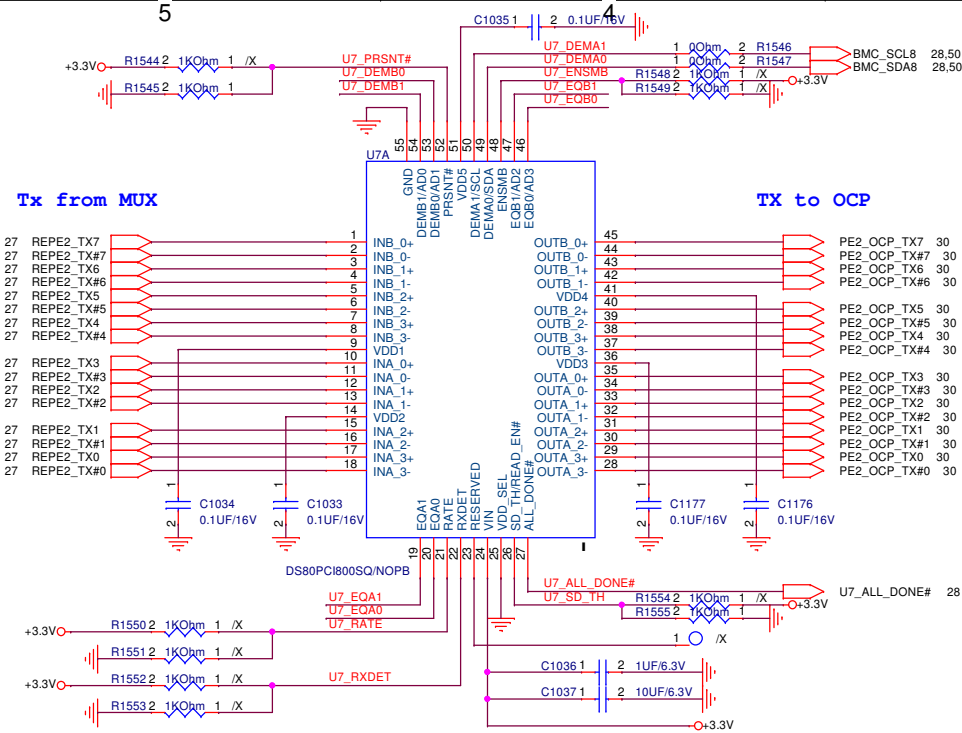 5 4
C1035 1 2 0.1UF/16V
+3.3V R1544 2 1KOhm 1 /X U7_PRSNT#
U7_DEMB0
R1545 2 1KOhm 1 /X U7_DEMB1
U7_DEMA1 1 0Ohm 2 R1546 BMC_SCL8 28,50
U7_DEMA0 1 0Ohm 2 R1547 BMC_SDA8 28,50
U7_ENSMB R1548 2 1KOhm 1 /X +3.3V
U7_EQB1 R1549 2 1KOhm 1 /X
U7_EQB0
55 54 53 52 51 50 49 48 47 46
U7A
GND DEMB1/AD0 DEMB0/AD1 PRSNT# VDD5 DEMA1/SCL DEMA0/SDA ENSMB EQB1/AD2 EQB0/AD3
Tx from MUX
TX to OCP
27 REPE2_TX7 1 INB_0+ OUTB_0+ 45 PE2_OCP_TX7 30
27 REPE2_TX#7 2 INB_0- OUTB_0- 44 PE2_OCP_TX#7 30
27 REPE2_TX6 3 INB_1+ OUTB_1+ 43 PE2_OCP_TX6 30
27 REPE2_TX#6 4 INB_1- OUTB_1- 42 PE2_OCP_TX#6 30
27 REPE2_TX5 5 INB_2+ VDD4 41
27 REPE2_TX#5 6 INB_2- OUTB_2+ 40 PE2_OCP_TX5 30
27 REPE2_TX4 7 INB_3+ OUTB_2- 39 PE2_OCP_TX#5 30
27 REPE2_TX#4 8 INB_3- OUTB_3+ 38 PE2_OCP_TX4 30
9 VDD1 OUTB_3- 37 PE2_OCP_TX#4 30
27 REPE2_TX3 10 INA_0+ VDD3 36
27 REPE2_TX#3 11 INA_0- OUTA_0+ 35 PE2_OCP_TX3 30
27 REPE2_TX2 12 INA_1+ OUTA_0- 34 PE2_OCP_TX#3 30
27 REPE2_TX#2 13 INA_1- OUTA_1+ 33 PE2_OCP_TX2 30
14 VDD2 OUTA_1- 32 PE2_OCP_TX#2 30
27 REPE2_TX1 15 INA_2+ OUTA_2+ 31 PE2_OCP_TX1 30
27 REPE2_TX#1 16 INA_2- OUTA_2- 30 PE2_OCP_TX#1 30
27 REPE2_TX0 17 INA_3+ OUTA_3+ 29 PE2_OCP_TX0 30
27 REPE2_TX#0 18 INA_3- OUTA_3- 28 PE2_OCP_TX#0 30
1 C1034 2 0.1UF/16V
1 C1033 2 0.1UF/16V
1 C1177 2 0.1UF/16V
1 C1176 2 0.1UF/16V
EQA1 EQA0 RATE RXDET RESERVED VIN VDD_SEL SD_TH/READ_EN# ALL_DONE#
19 20 21 22 23 24 25 26 27
DS80PCI800SQ/NOPB
U7_EQA1
U7_EQA0
+3.3V R1550 2 1KOhm 1 /X U7_RATE
R1551 2 1KOhm 1 /X
+3.3V R1552 2 1KOhm 1 /X U7_RXDET
R1553 2 1KOhm 1 /X
U7_ALL_DONE# U7_ALL_DONE# 28
U7_SD_TH R1554 2 1KOhm 1 /X +3.3V
R1555 2 1KOhm 1 /X
1 /X
C1036 1 2 1UF/6.3V
C1037 1 2 10UF/6.3V
+3.3V